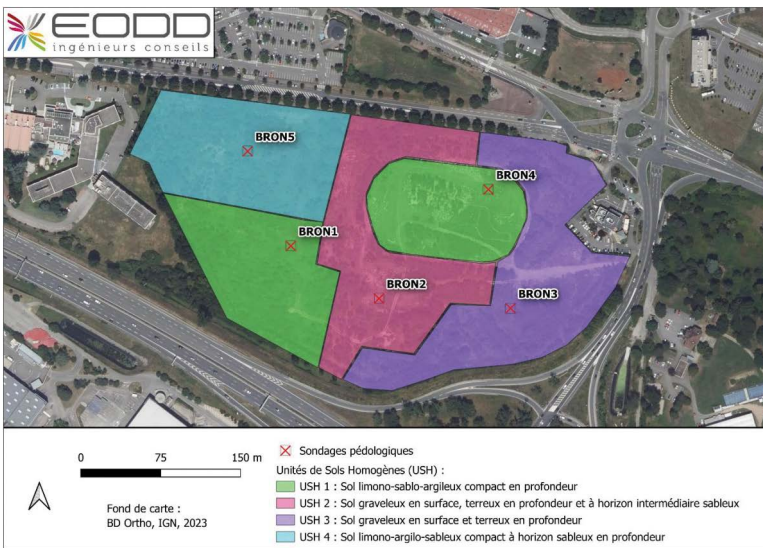 EODD
ingénieurs conseils
BRON5
BRON4
BRON1
BRON2
BRON3
0 75 150 m
Fond de carte :
BD Ortho, IGN, 2023
Sondages pédologiques
Unités de Sols Homogènes (USH) :
USH 1 : Sol limono-sablo-argileux compact en profondeur
USH 2 : Sol graveleux en surface, terreux en profondeur et à horizon intermédiaire sableux
USH 3 : Sol graveleux en surface et terreux en profondeur
USH 4 : Sol limono-argilo-sableux compact à horizon sableux en profondeur